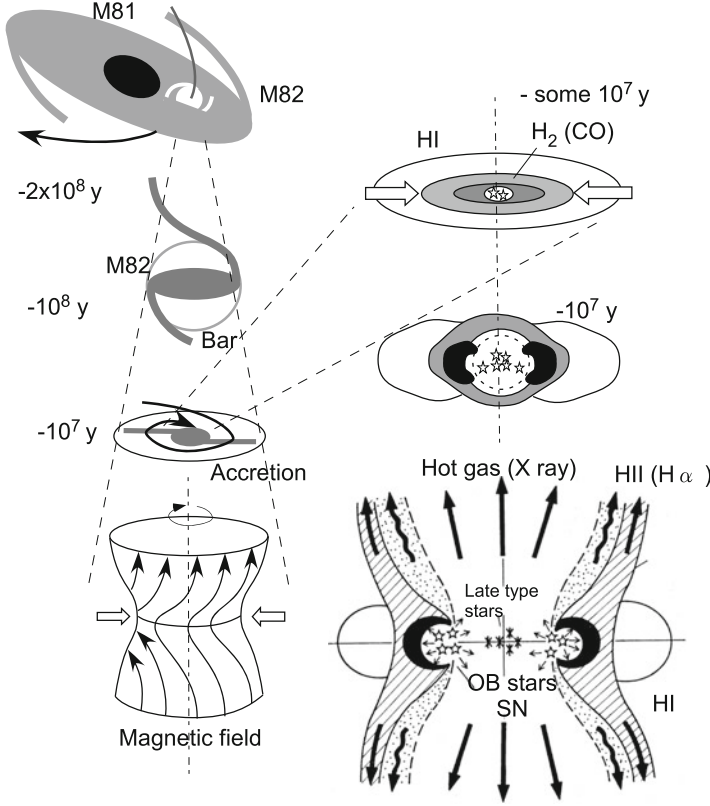 M81
M82
-2x10⁸ y
M82
-10⁸ y
Bar
-10⁷ y
Accretion
Magnetic field
- some 10⁷ y
H₂ (CO)
HI
-10⁷ y
Hot gas (X ray)
HII (H α )
Late type
stars
OB stars
SN
HI